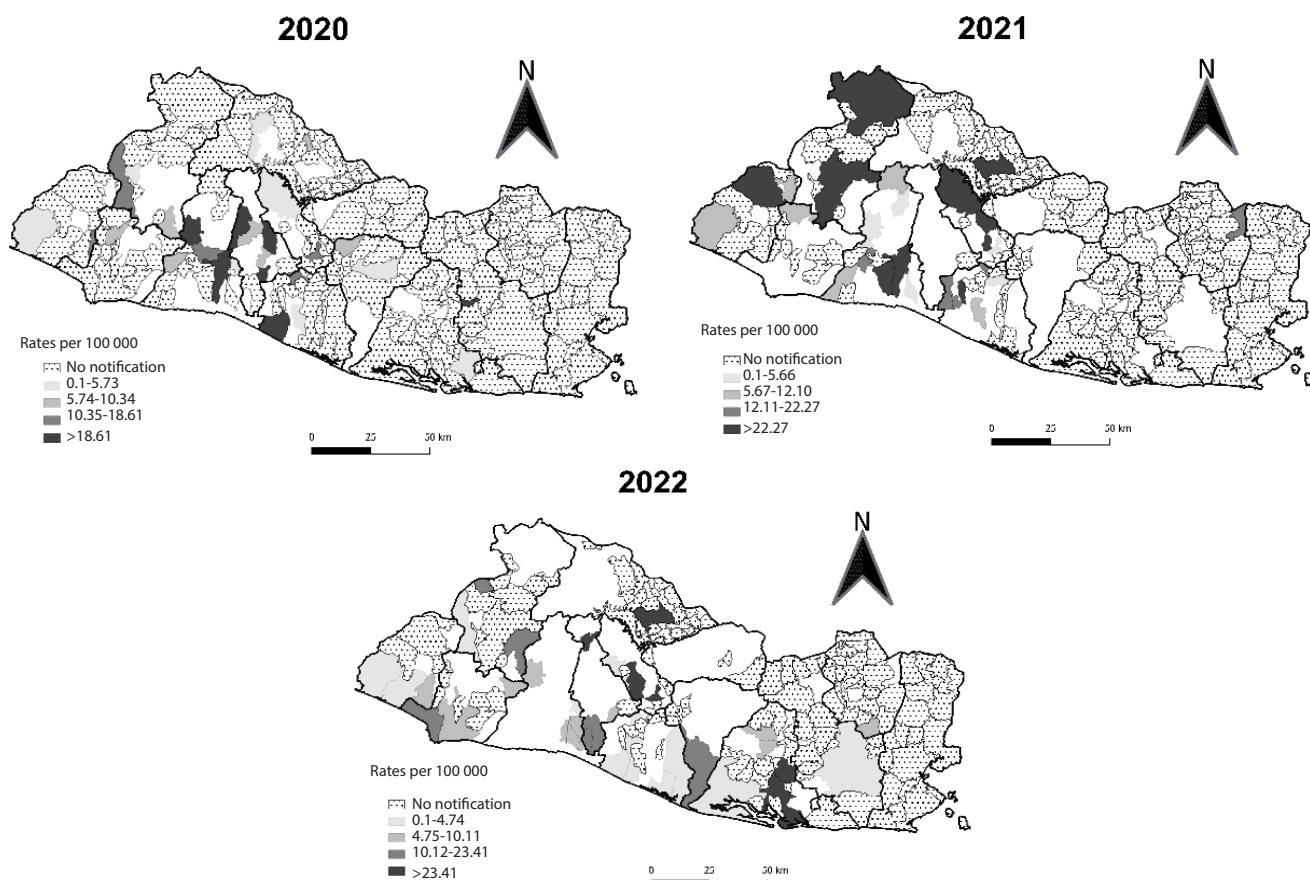 2020
N
Rates per 100 000
No notification
0.1-5.73
5.74-10.34
10.35-18.61
>18.61
0 25 50 km
2021
N
Rates per 100 000
No notification
0.1-5.66
5.67-12.10
12.11-22.27
>22.27
0 25 50 km
2022
N
Rates per 100 000
No notification
0.1-4.74
4.75-10.11
10.12-23.41
>23.41
0 25 50 km